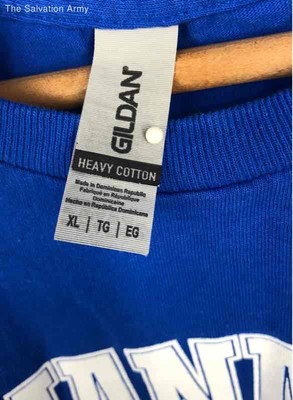 The Salvation Army
GILDAN
HEAVY COTTON
Made in Dominican Republic
Fabriqué en République
Dominicaine
Hecho en República Dominicana
XL | TG | EG